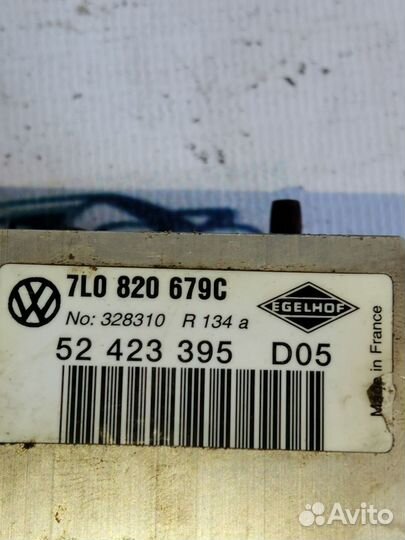 7L0 820 679C
EGELHOF
No: 328310 R 134 a
52 423 395 D05
Made in France
Avito